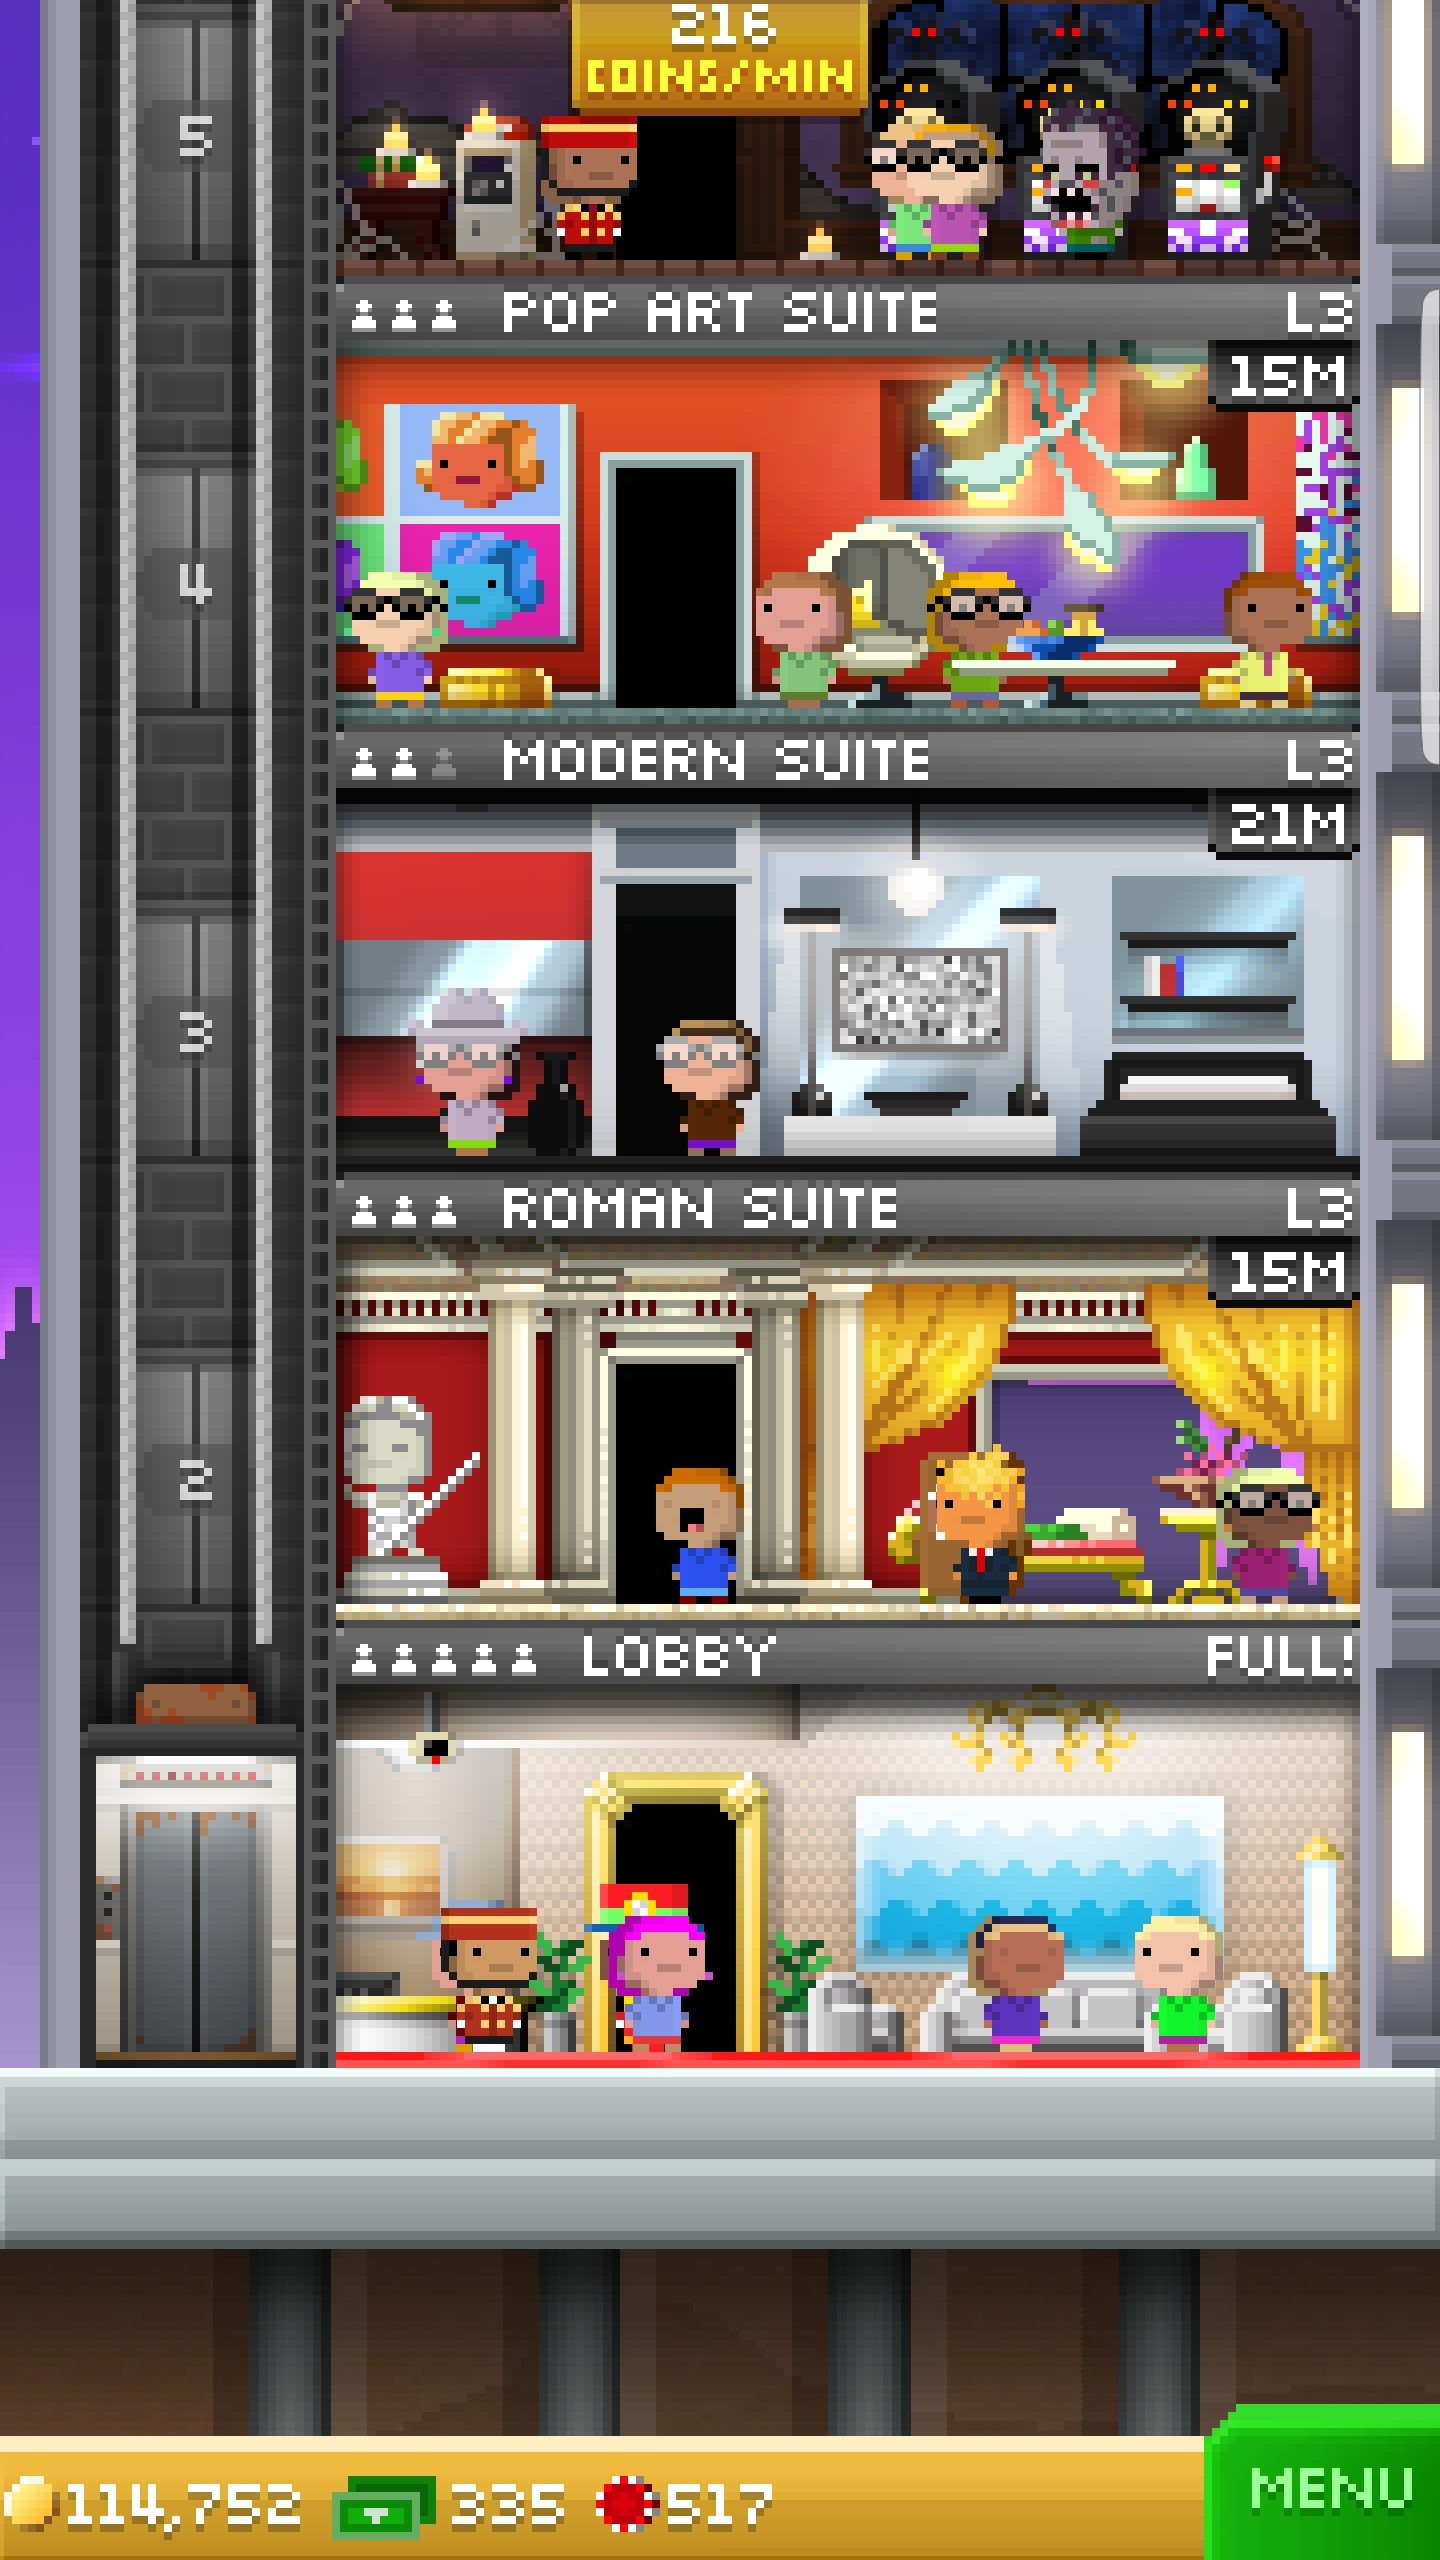 216
COINS/MIN
5
POP ART SUITE L3
15M
4
MODERN SUITE L3
21M
3
ROMAN SUITE L3
15M
2
LOBBY FULL!
114,752 335 517 MENU